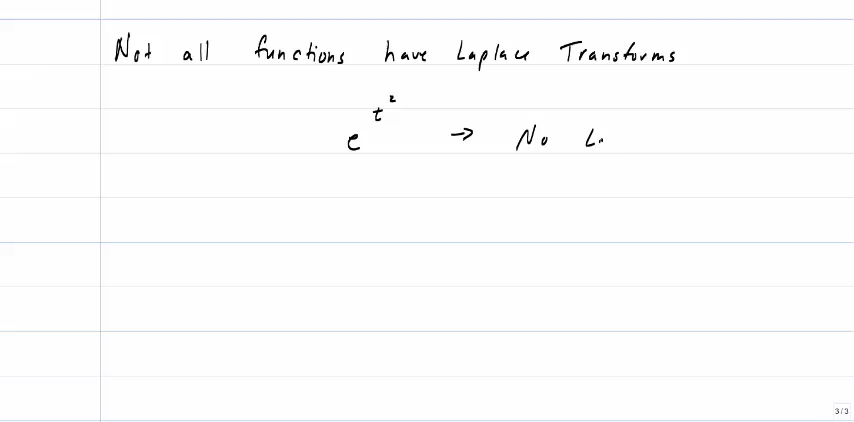 Not all functions have Laplace Transforms
e^{t^2} → No L.
3/3